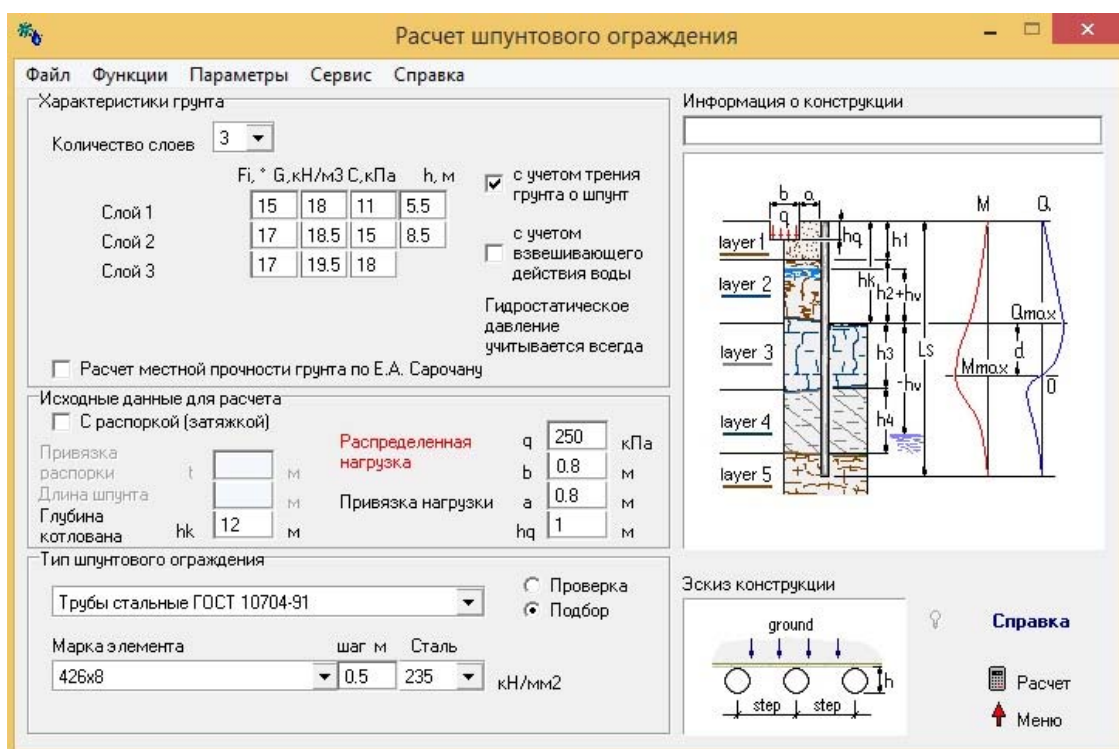 Расчет шпунтового ограждения
Файл Функции Параметры Сервис Справка
Характеристики грунта
Количество слоев 3
Fi, ° G,кН/м3 С,кПа h, м
Слой 1 15 18 11 5.5
Слой 2 17 18.5 15 8.5
Слой 3 17 19.5 18
с учетом трения
грунта о шпунт
с учетом
взвешивающего
действия воды
Гидростатическое
давление
учитывается всегда
Расчет местной прочности грунта по Е.А. Сарочану
Исходные данные для расчета
С распоркой (затяжкой)
Привязка
распорки t м
Длина шпунта м
Глубина
котлована hk 12 м
Распределенная
нагрузка
q 250 кПа
b 0.8 м
Привязка нагрузки a 0.8 м
hq 1 м
Тип шпунтового ограждения
Трубы стальные ГОСТ 10704-91
Проверка
Подбор
Марка элемента шаг м Сталь
426x8 0.5 235 кН/мм2
Информация о конструкции
b a
q
hq
h1
layer 1
layer 2
hk
h2+hv
layer 3
h3
Ls
-hv
layer 4
h4
layer 5
M Q
Qmax
d
Mmax
0
Эскиз конструкции
ground
h
step step
Справка
Расчет
Меню